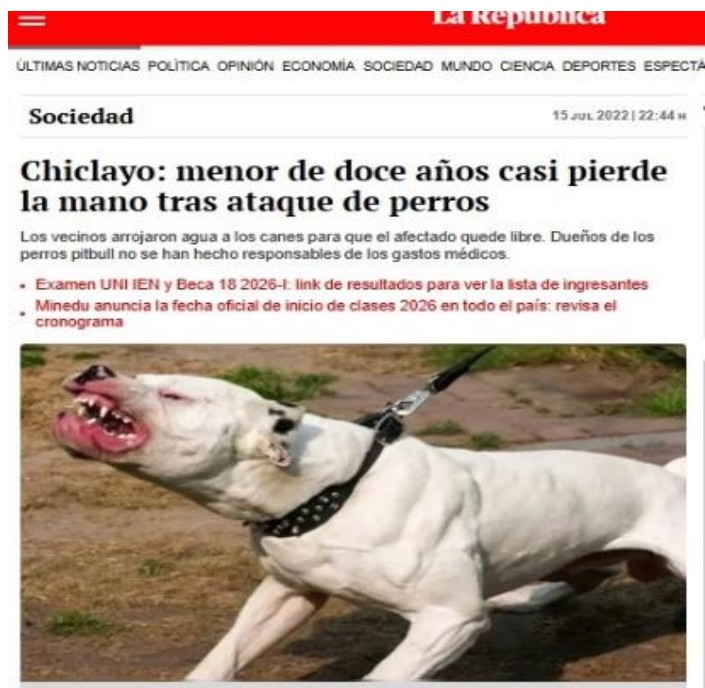 La República
ÚLTIMAS NOTICIAS POLÍTICA OPINIÓN ECONOMÍA SOCIEDAD MUNDO CIENCIA DEPORTES ESPECTÁ
Sociedad
15 JUL 2022 | 22:44 H
Chiclayo: menor de doce años casi pierde
la mano tras ataque de perros
Los vecinos arrojaron agua a los canes para que el afectado quede libre. Dueños de los
perros pitbull no se han hecho responsables de los gastos médicos.
• Examen UNI IEN y Beca 18 2026-I: link de resultados para ver la lista de ingresantes
• Minedu anuncia la fecha oficial de inicio de clases 2026 en todo el país: revisa el
cronograma